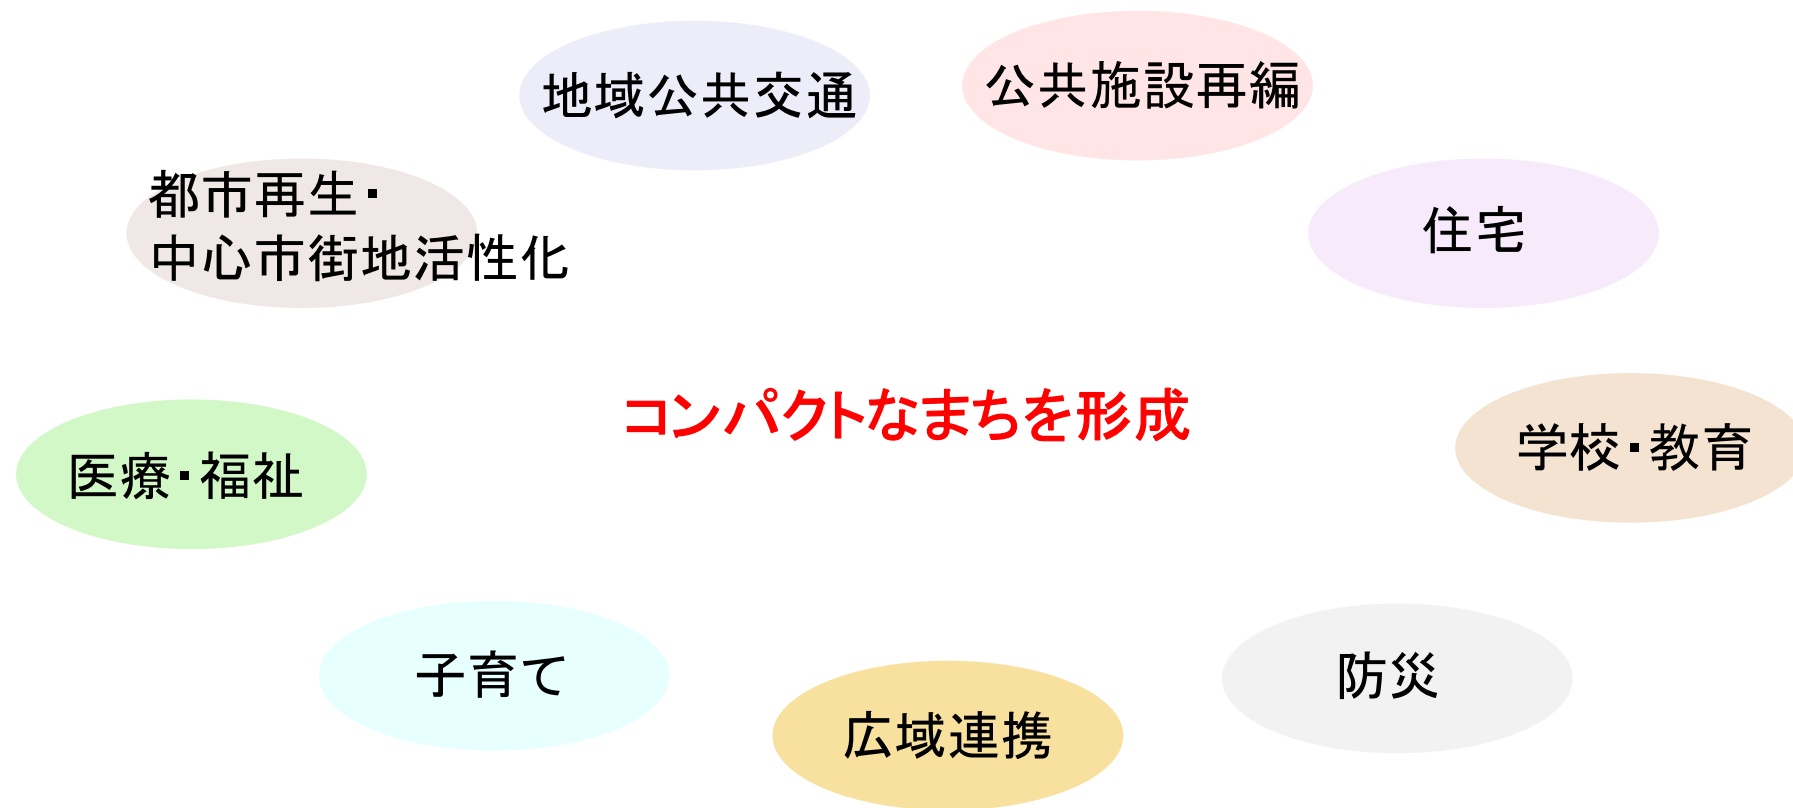 地域公共交通
公共施設再編
都市再生・
中心市街地活性化
住宅
コンパクトなまちを形成
医療・福祉
学校・教育
子育て
防災
広域連携